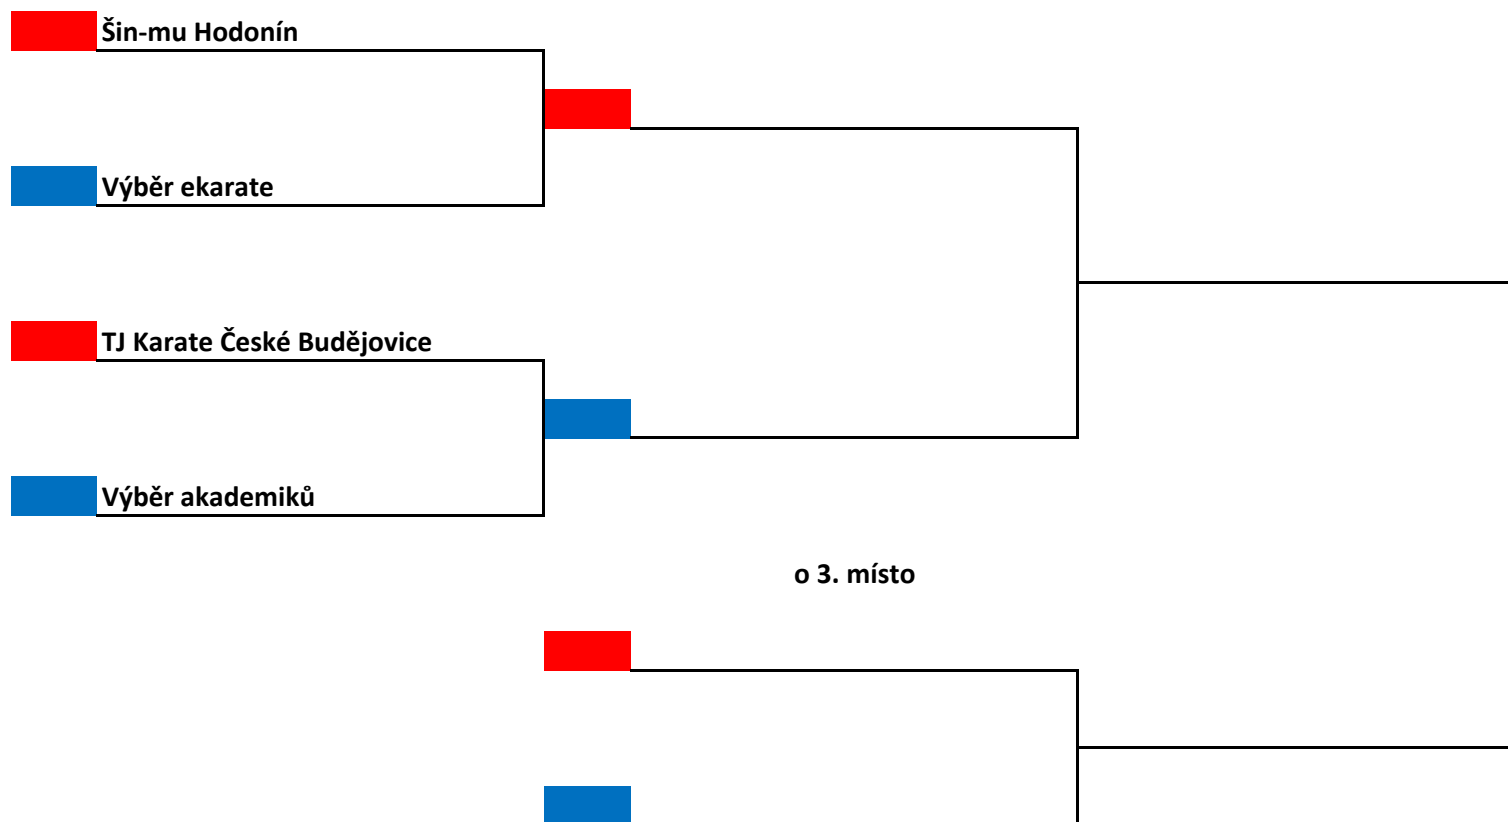 Šin-mu Hodonín
Výběr ekarate
TJ Karate České Budějovice
Výběr akademiků
o 3. místo